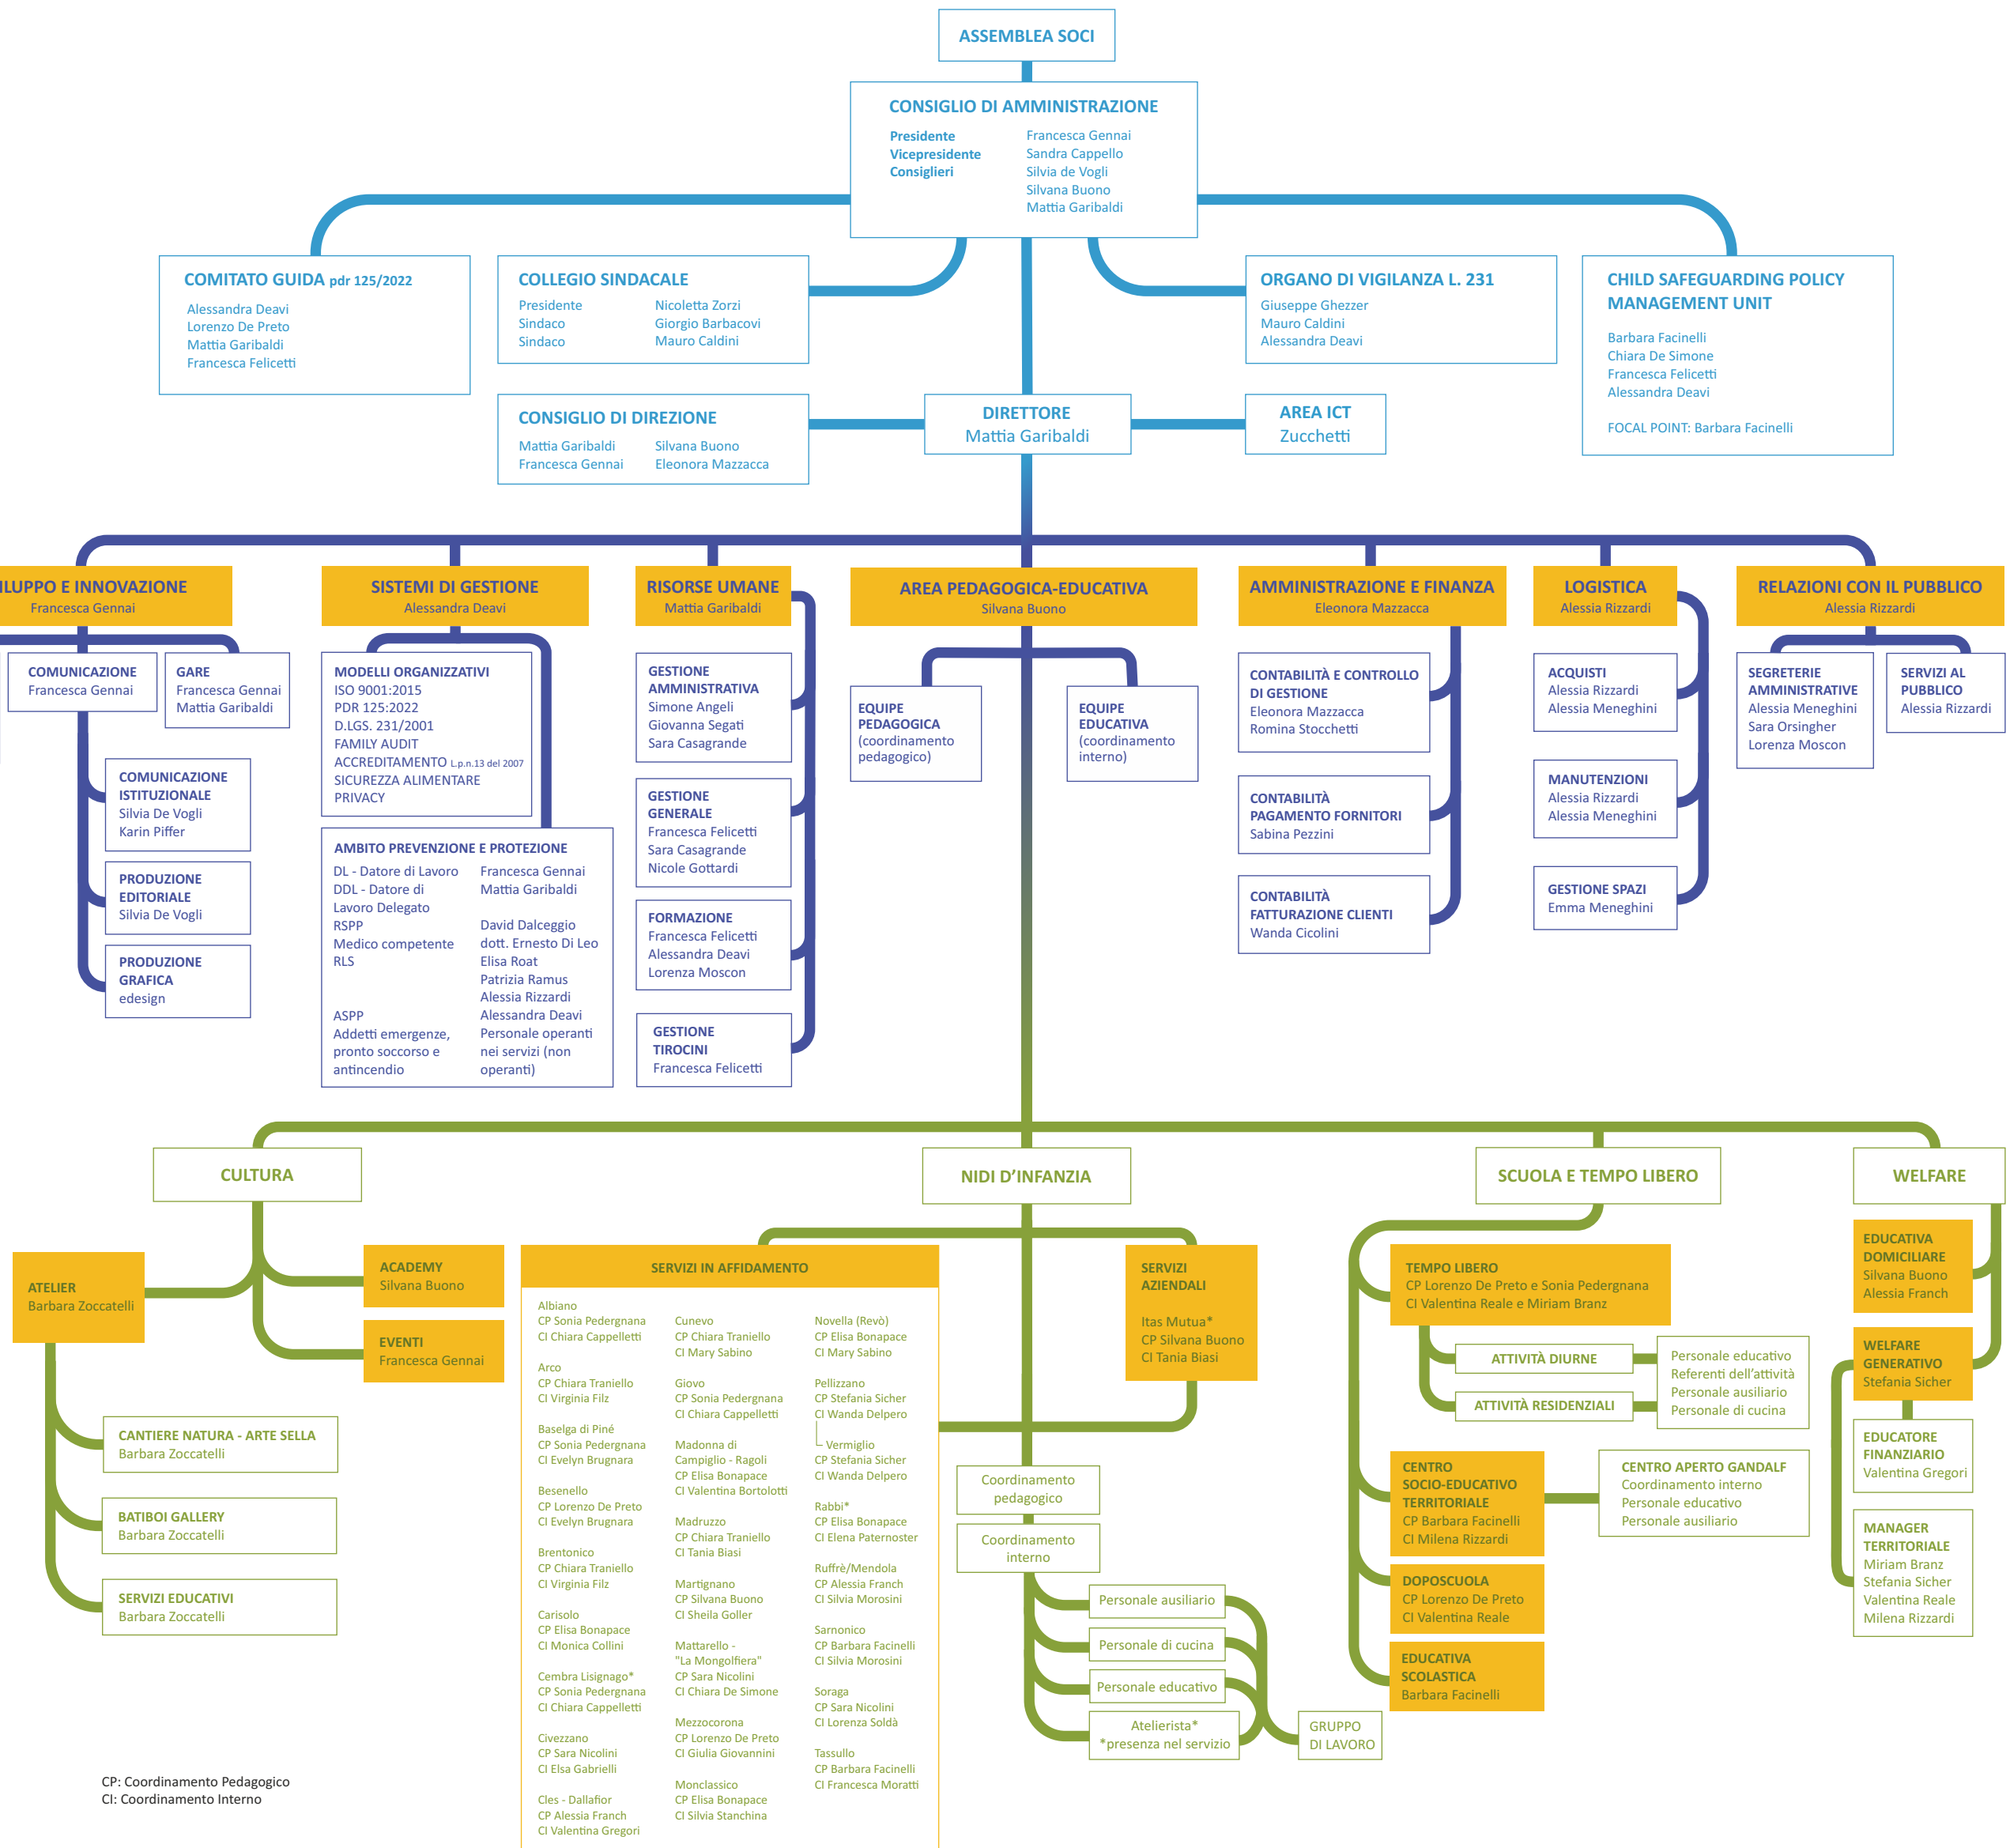 ASSEMBLEA SOCI
CONSIGLIO DI AMMINISTRAZIONE
Presidente Francesca Gennai
Vicepresidente Sandra Cappello
Consiglieri Silvia de Vogli
Silvana Buono
Mattia Garibaldi
COMITATO GUIDA pdr 125/2022
Alessandra Deavi
Lorenzo De Preto
Mattia Garibaldi
Francesca Felicetti
COLLEGIO SINDACALE
Presidente Nicoletta Zorzi
Sindaco Giorgio Barbacovi
Sindaco Mauro Caldini
ORGANO DI VIGILANZA L. 231
Giuseppe Ghezzer
Mauro Caldini
Alessandra Deavi
CHILD SAFEGUARDING POLICY
MANAGEMENT UNIT
Barbara Facinelli
Chiara De Simone
Francesca Felicetti
Alessandra Deavi
FOCAL POINT: Barbara Facinelli
CONSIGLIO DI DIREZIONE
Mattia Garibaldi Silvana Buono
Francesca Gennai Eleonora Mazzacca
DIRETTORE
Mattia Garibaldi
AREA ICT
Zucchetti
ILUPPO E INNOVAZIONE
Francesca Gennai
COMUNICAZIONE
Francesca Gennai
GARE
Francesca Gennai
Mattia Garibaldi
COMUNICAZIONE
ISTITUZIONALE
Silvia De Vogli
Karin Piffer
PRODUZIONE
EDITORIALE
Silvia De Vogli
PRODUZIONE
GRAFICA
edesign
SISTEMI DI GESTIONE
Alessandra Deavi
MODELLI ORGANIZZATIVI
ISO 9001:2015
PDR 125:2022
D.LGS. 231/2001
FAMILY AUDIT
ACCREDITAMENTO L.p.n.13 del 2007
SICUREZZA ALIMENTARE
PRIVACY
AMBITO PREVENZIONE E PROTEZIONE
DL - Datore di Lavoro Francesca Gennai
DDL - Datore di Mattia Garibaldi
Lavoro Delegato
RSPP David Dalceggio
Medico competente dott. Ernesto Di Leo
RLS Elisa Roat
Patrizia Ramus
Alessia Rizzardi
ASPP Alessandra Deavi
Addetti emergenze, Personale operanti
pronto soccorso e nei servizi (non
antincendio operanti)
RISORSE UMANE
Mattia Garibaldi
GESTIONE
AMMINISTRATIVA
Simone Angeli
Giovanna Segati
Sara Casagrande
GESTIONE
GENERALE
Francesca Felicetti
Sara Casagrande
Nicole Gottardi
FORMAZIONE
Francesca Felicetti
Alessandra Deavi
Lorenza Moscon
GESTIONE
TIROCINI
Francesca Felicetti
AREA PEDAGOGICA-EDUCATIVA
Silvana Buono
EQUIPE
PEDAGOGICA
(coordinamento
pedagogico)
EQUIPE
EDUCATIVA
(coordinamento
interno)
AMMINISTRAZIONE E FINANZA
Eleonora Mazzacca
CONTABILITÀ E CONTROLLO
DI GESTIONE
Eleonora Mazzacca
Romina Stocchetti
CONTABILITÀ
PAGAMENTO FORNITORI
Sabina Pezzini
CONTABILITÀ
FATTURAZIONE CLIENTI
Wanda Cicolini
LOGISTICA
Alessia Rizzardi
ACQUISTI
Alessia Rizzardi
Alessia Meneghini
MANUTENZIONI
Alessia Rizzardi
Alessia Meneghini
GESTIONE SPAZI
Emma Meneghini
RELAZIONI CON IL PUBBLICO
Alessia Rizzardi
SEGRETERIE
AMMINISTRATIVE
Alessia Meneghini
Sara Orsingher
Lorenza Moscon
SERVIZI AL
PUBBLICO
Alessia Rizzardi
CULTURA
ATELIER
Barbara Zoccatelli
ACADEMY
Silvana Buono
EVENTI
Francesca Gennai
CANTIERE NATURA - ARTE SELLA
Barbara Zoccatelli
BATIBOI GALLERY
Barbara Zoccatelli
SERVIZI EDUCATIVI
Barbara Zoccatelli
NIDI D'INFANZIA
SERVIZI IN AFFIDAMENTO
Albiano
CP Sonia Pedergnana
CI Chiara Cappelletti
Arco
CP Chiara Traniello
CI Virginia Filz
Baselga di Piné
CP Sonia Pedergnana
CI Evelyn Brugnara
Besenello
CP Lorenzo De Preto
CI Evelyn Brugnara
Brentonico
CP Chiara Traniello
CI Virginia Filz
Carisolo
CP Elisa Bonapace
CI Monica Collini
Cembra Lisignago*
CP Sonia Pedergnana
CI Chiara Cappelletti
Civezzano
CP Sara Nicolini
CI Elsa Gabrielli
Cles - Dallafior
CP Alessia Franch
CI Valentina Gregori
Cunevo
CP Chiara Traniello
CI Mary Sabino
Giovo
CP Sonia Pedergnana
CI Chiara Cappelletti
Madonna di
Campiglio - Ragoli
CP Elisa Bonapace
CI Valentina Bortolotti
Madruzzo
CP Chiara Traniello
CI Tania Biasi
Martignano
CP Silvana Buono
CI Sheila Goller
Mattarello -
"La Mongolfiera"
CP Sara Nicolini
CI Chiara De Simone
Mezzocorona
CP Lorenzo De Preto
CI Giulia Giovannini
Monclassico
CP Elisa Bonapace
CI Silvia Stanchina
Novella (Revò)
CP Elisa Bonapace
CI Mary Sabino
Pellizzano
CP Stefania Sicher
CI Wanda Delpero
Vermiglio
CP Stefania Sicher
CI Wanda Delpero
Rabbi*
CP Elisa Bonapace
CI Elena Paternoster
Ruffrè/Mendola
CP Alessia Franch
CI Silvia Morosini
Sarnonico
CP Barbara Facinelli
CI Silvia Morosini
Soraga
CP Sara Nicolini
CI Lorenza Soldà
Tassullo
CP Barbara Facinelli
CI Francesca Moratti
SERVIZI
AZIENDALI
Itas Mutua*
CP Silvana Buono
CI Tania Biasi
Coordinamento
pedagogico
Coordinamento
interno
Personale ausiliario
Personale di cucina
Personale educativo
Atelierista*
*presenza nel servizio
GRUPPO
DI LAVORO
SCUOLA E TEMPO LIBERO
TEMPO LIBERO
CP Lorenzo De Preto e Sonia Pedergnana
CI Valentina Reale e Miriam Branz
ATTIVITÀ DIURNE
ATTIVITÀ RESIDENZIALI
Personale educativo
Referenti dell'attività
Personale ausiliario
Personale di cucina
CENTRO
SOCIO-EDUCATIVO
TERRITORIALE
CP Barbara Facinelli
CI Milena Rizzardi
CENTRO APERTO GANDALF
Coordinamento interno
Personale educativo
Personale ausiliario
DOPOSCUOLA
CP Lorenzo De Preto
CI Valentina Reale
EDUCATIVA
SCOLASTICA
Barbara Facinelli
WELFARE
EDUCATIVA
DOMICILIARE
Silvana Buono
Alessia Franch
WELFARE
GENERATIVO
Stefania Sicher
EDUCATORE
FINANZIARIO
Valentina Gregori
MANAGER
TERRITORIALE
Miriam Branz
Stefania Sicher
Valentina Reale
Milena Rizzardi
CP: Coordinamento Pedagogico
CI: Coordinamento Interno